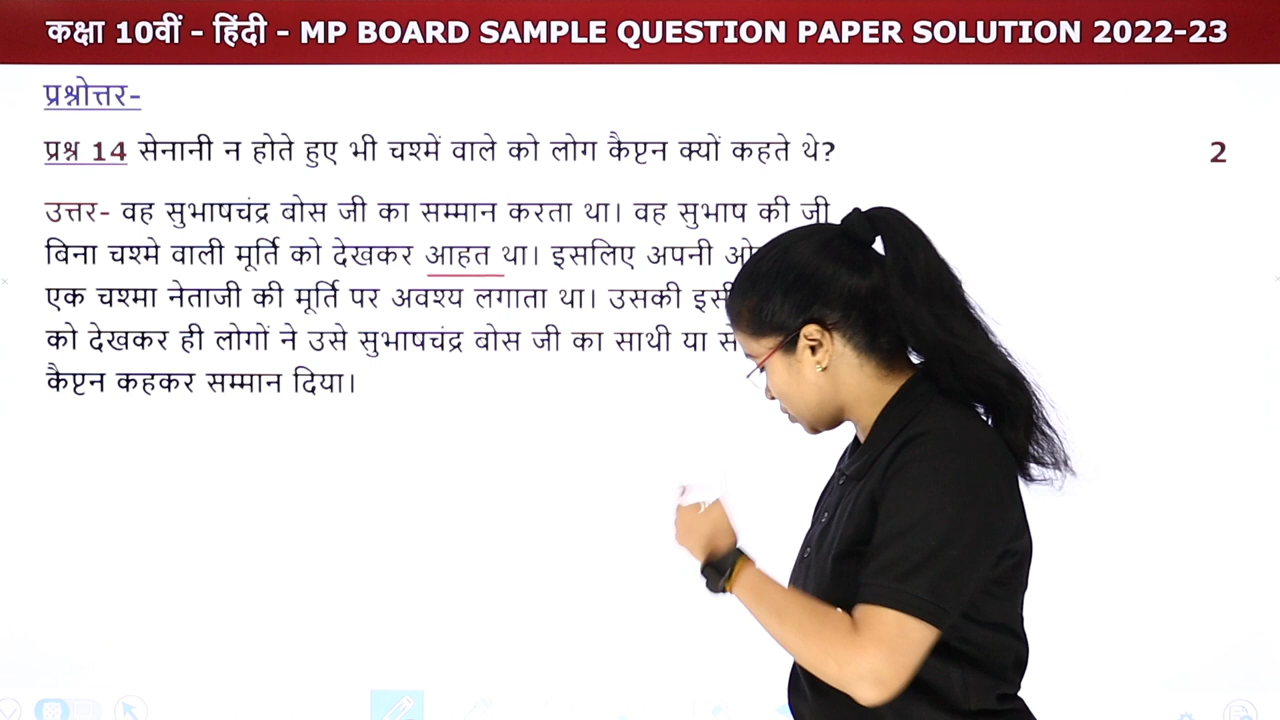 कक्षा 10वीं - हिंदी - MP BOARD SAMPLE QUESTION PAPER SOLUTION 2022-23
प्रश्नोत्तर-
प्रश्न 14 सेनानी न होते हुए भी चश्में वाले को लोग कैप्टन क्यों कहते थे? 2
उत्तर- वह सुभाषचंद्र बोस जी का सम्मान करता था। वह सुभाष की जी
बिना चश्मे वाली मूर्ति को देखकर आहत था। इसलिए अपनी
एक चश्मा नेताजी की मूर्ति पर अवश्य लगाता था। उसकी
को देखकर ही लोगों ने उसे सुभाषचंद्र बोस जी का साथी या
कैप्टन कहकर सम्मान दिया।